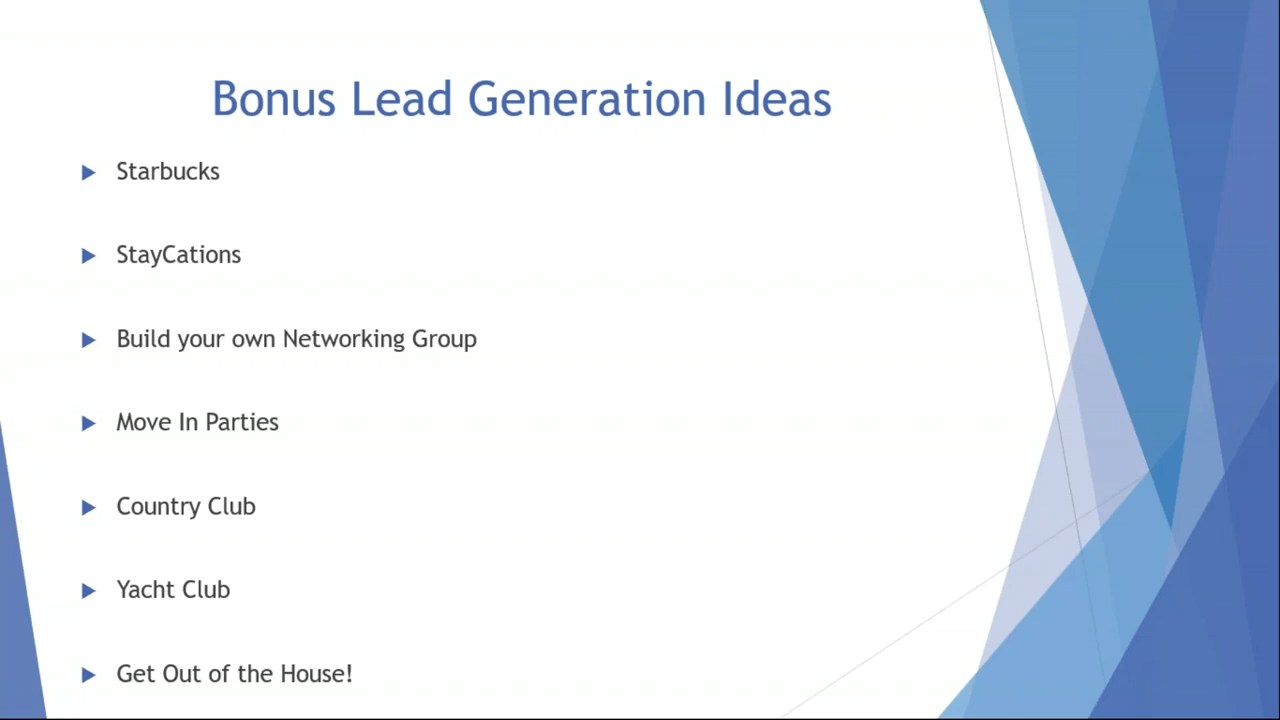 Bonus Lead Generation Ideas
Starbucks
StayCations
Build your own Networking Group
Move In Parties
Country Club
Yacht Club
Get Out of the House!